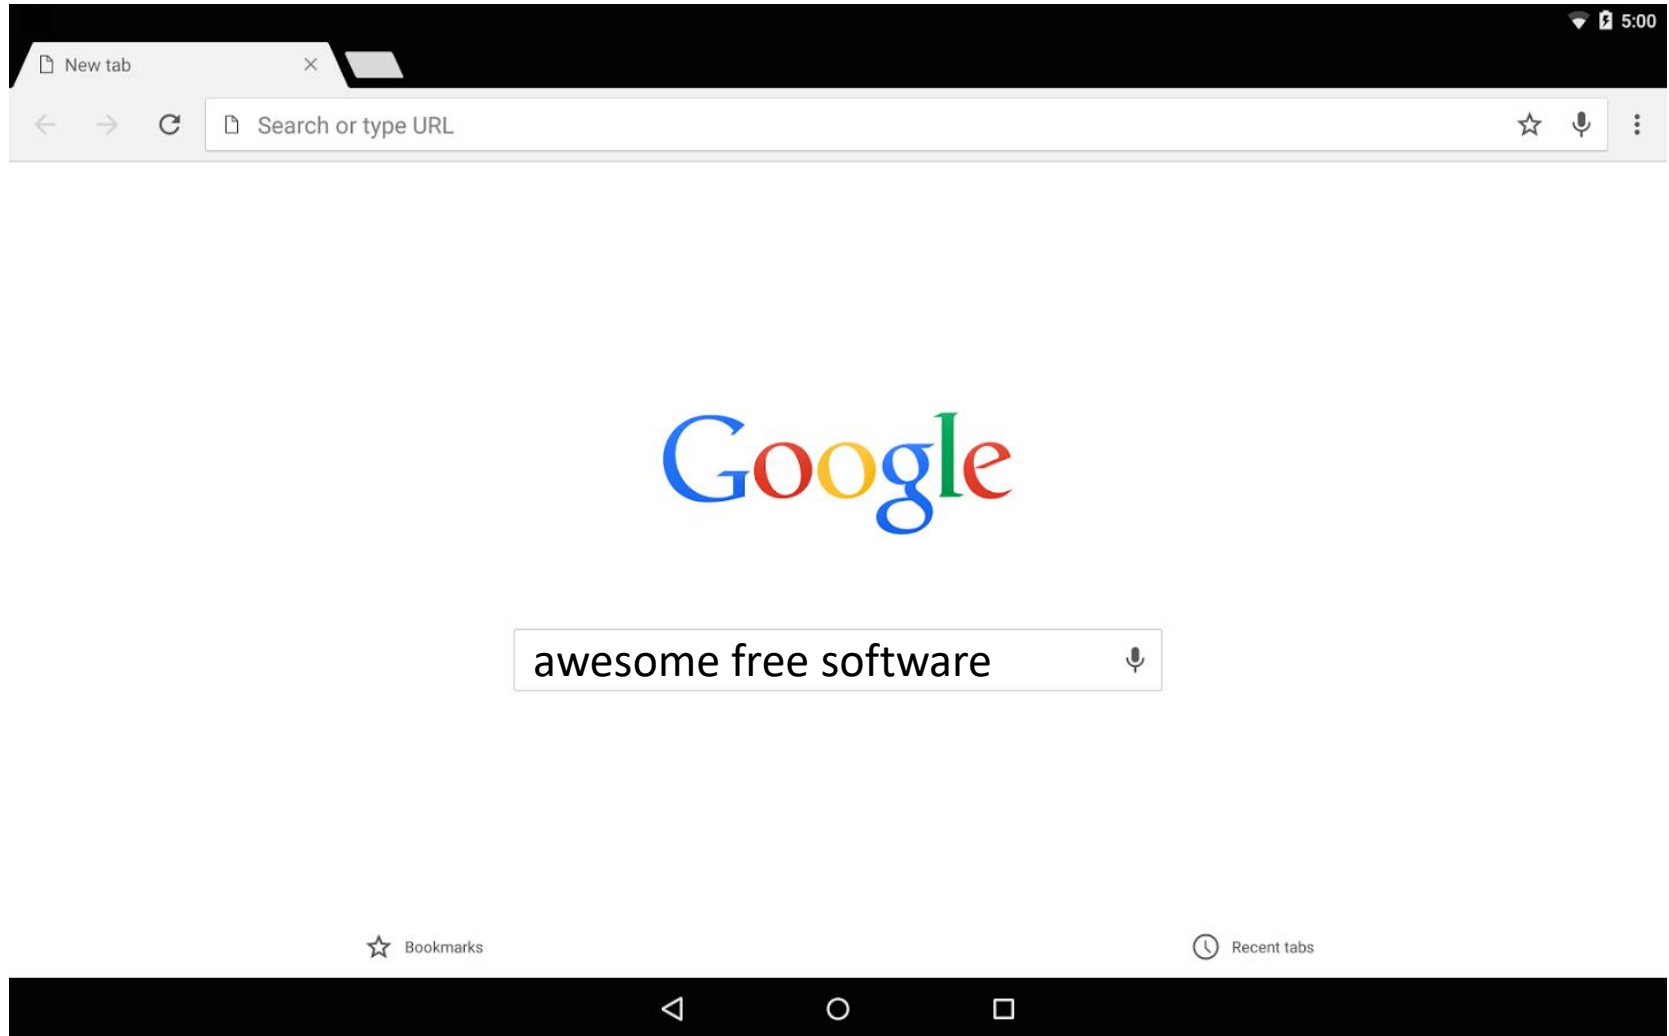 5:00
New tab
Search or type URL
Google
awesome free software
Bookmarks
Recent tabs